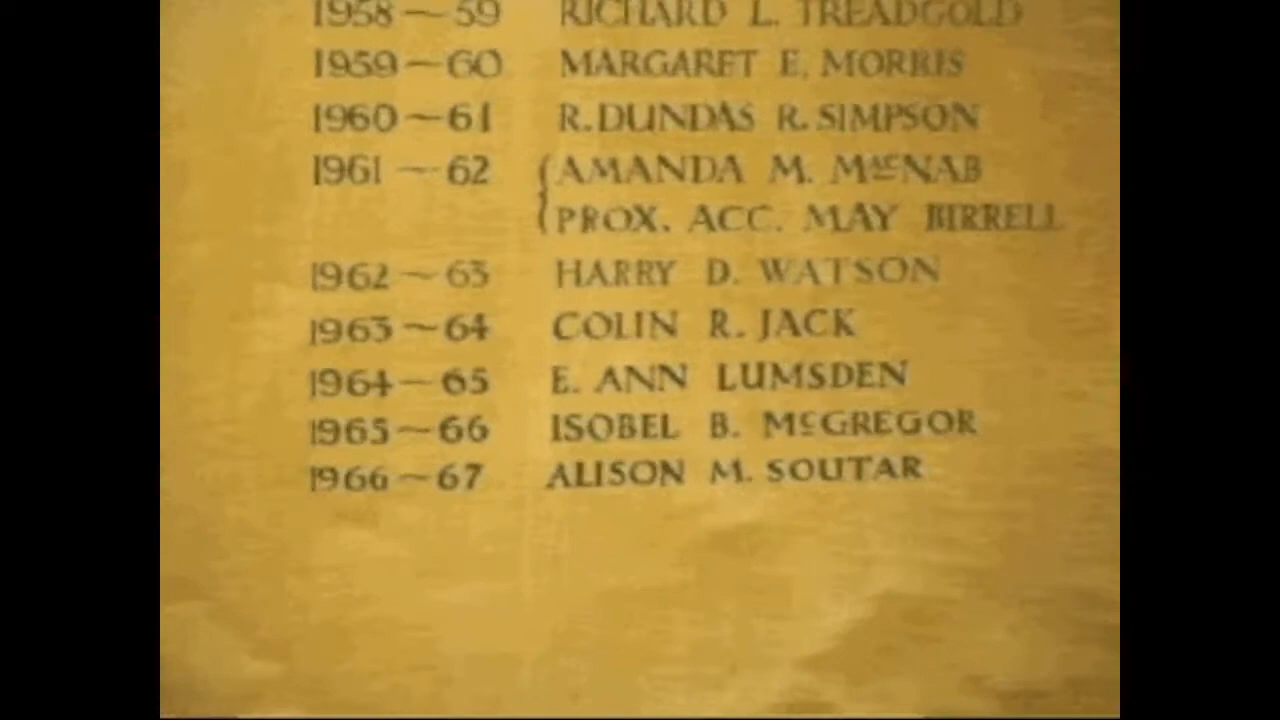 1958—59 RICHARD L. TREADGOLD
1959—60 MARGARET E. MORRIS
1960—61 R. DUNDAS R. SIMPSON
1961—62 { AMANDA M. McNAB
{ PROX. ACC. MAY BIRRELL
1962—63 HARRY D. WATSON
1963—64 COLIN R. JACK
1964—65 E. ANN LUMSDEN
1965—66 ISOBEL B. McGREGOR
1966—67 ALISON M. SOUTAR